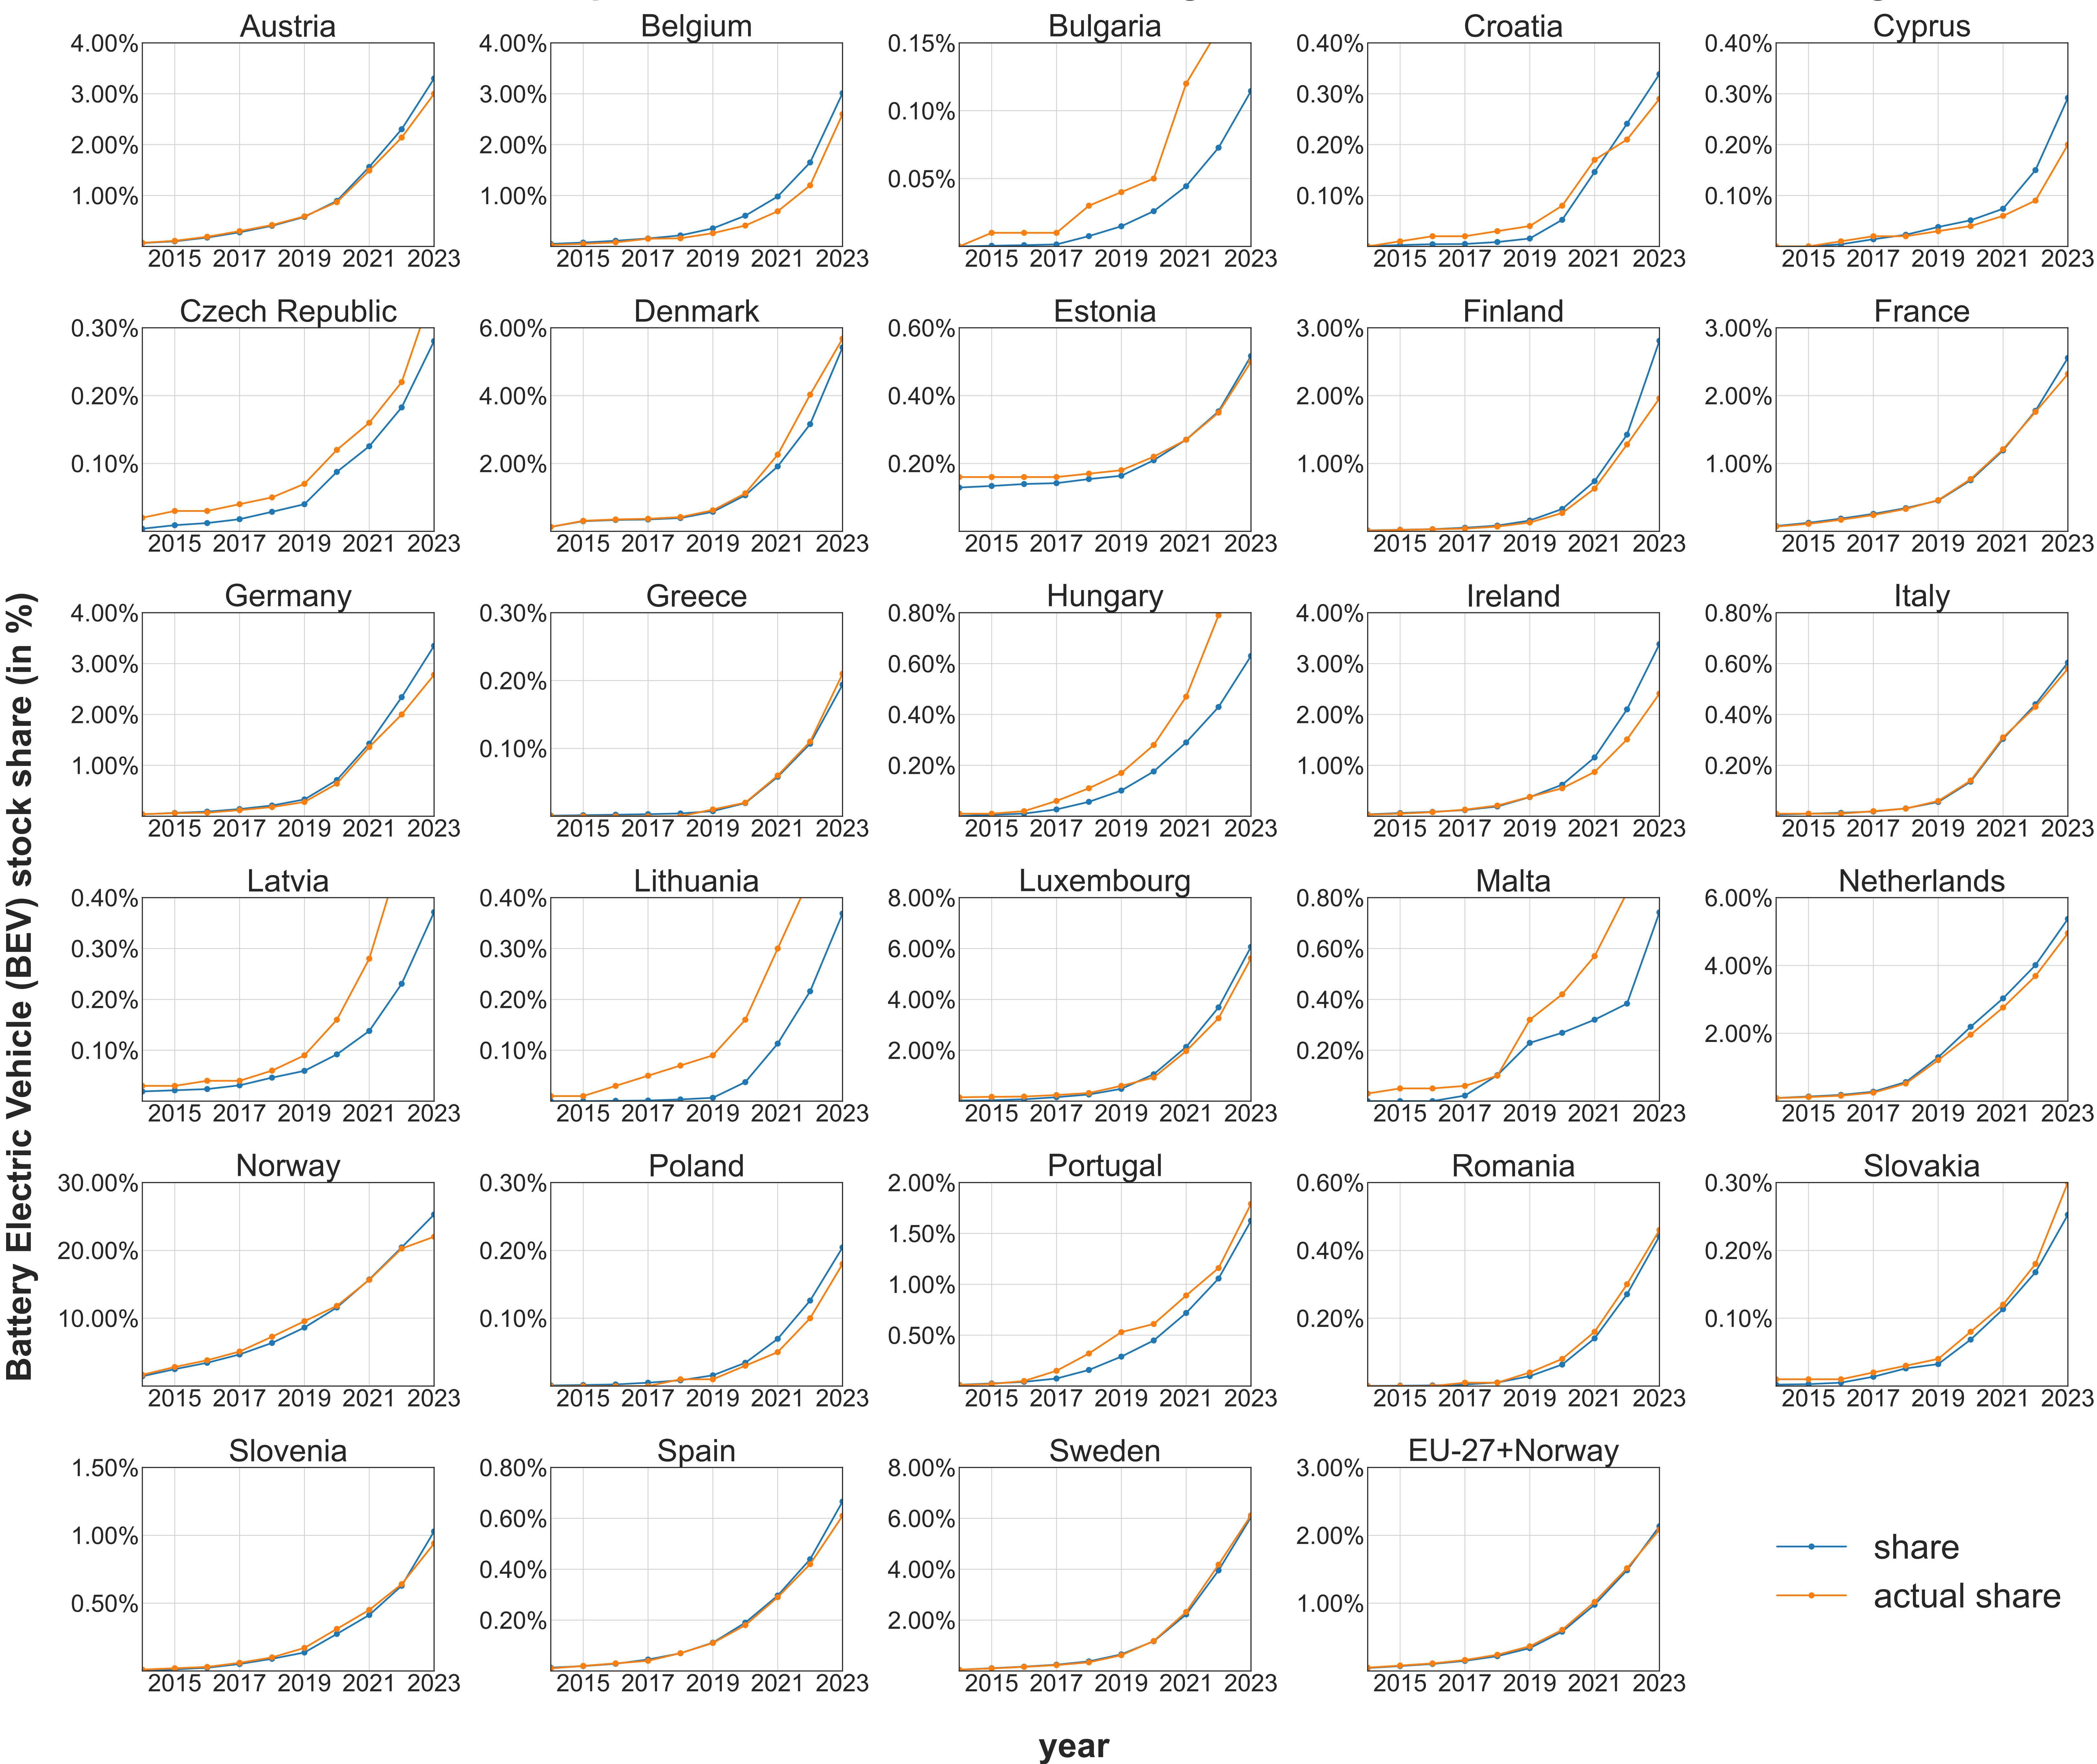 Austria Belgium Bulgaria Croatia Cyprus
4.00% 4.00% 0.15% 0.40% 0.40%
3.00% 3.00% 0.10% 0.30% 0.30%
2.00% 2.00% 0.05% 0.20% 0.20%
1.00% 1.00% 0.10% 0.10%
2015 2017 2019 2021 2023 2015 2017 2019 2021 2023 2015 2017 2019 2021 2023 2015 2017 2019 2021 2023 2015 2017 2019 2021 2023
Czech Republic Denmark Estonia Finland France
0.30% 6.00% 0.60% 3.00% 3.00%
0.20% 4.00% 0.40% 2.00% 2.00%
0.10% 2.00% 0.20% 1.00% 1.00%
2015 2017 2019 2021 2023 2015 2017 2019 2021 2023 2015 2017 2019 2021 2023 2015 2017 2019 2021 2023 2015 2017 2019 2021 2023
Battery Electric Vehicle (BEV) stock share (in %)
Germany Greece Hungary Ireland Italy
4.00% 0.30% 0.80% 4.00% 0.80%
3.00% 0.20% 0.60% 3.00% 0.60%
2.00% 0.10% 0.40% 2.00% 0.40%
1.00% 0.20% 1.00% 0.20%
2015 2017 2019 2021 2023 2015 2017 2019 2021 2023 2015 2017 2019 2021 2023 2015 2017 2019 2021 2023 2015 2017 2019 2021 2023
Latvia Lithuania Luxembourg Malta Netherlands
0.40% 0.40% 8.00% 0.80% 6.00%
0.30% 0.30% 6.00% 0.60% 4.00%
0.20% 0.20% 4.00% 0.40% 2.00%
0.10% 0.10% 2.00% 0.20%
2015 2017 2019 2021 2023 2015 2017 2019 2021 2023 2015 2017 2019 2021 2023 2015 2017 2019 2021 2023 2015 2017 2019 2021 2023
Norway Poland Portugal Romania Slovakia
30.00% 0.30% 2.00% 0.60% 0.30%
20.00% 0.20% 1.50% 0.40% 0.20%
10.00% 0.10% 1.00% 0.20% 0.10%
0.50%
2015 2017 2019 2021 2023 2015 2017 2019 2021 2023 2015 2017 2019 2021 2023 2015 2017 2019 2021 2023 2015 2017 2019 2021 2023
Slovenia Spain Sweden EU-27+Norway
1.50% 0.80% 8.00% 3.00%
1.00% 0.60% 6.00% 2.00%
0.50% 0.40% 4.00% 1.00%
0.20% 2.00%
share
actual share
2015 2017 2019 2021 2023 2015 2017 2019 2021 2023 2015 2017 2019 2021 2023 2015 2017 2019 2021 2023
year